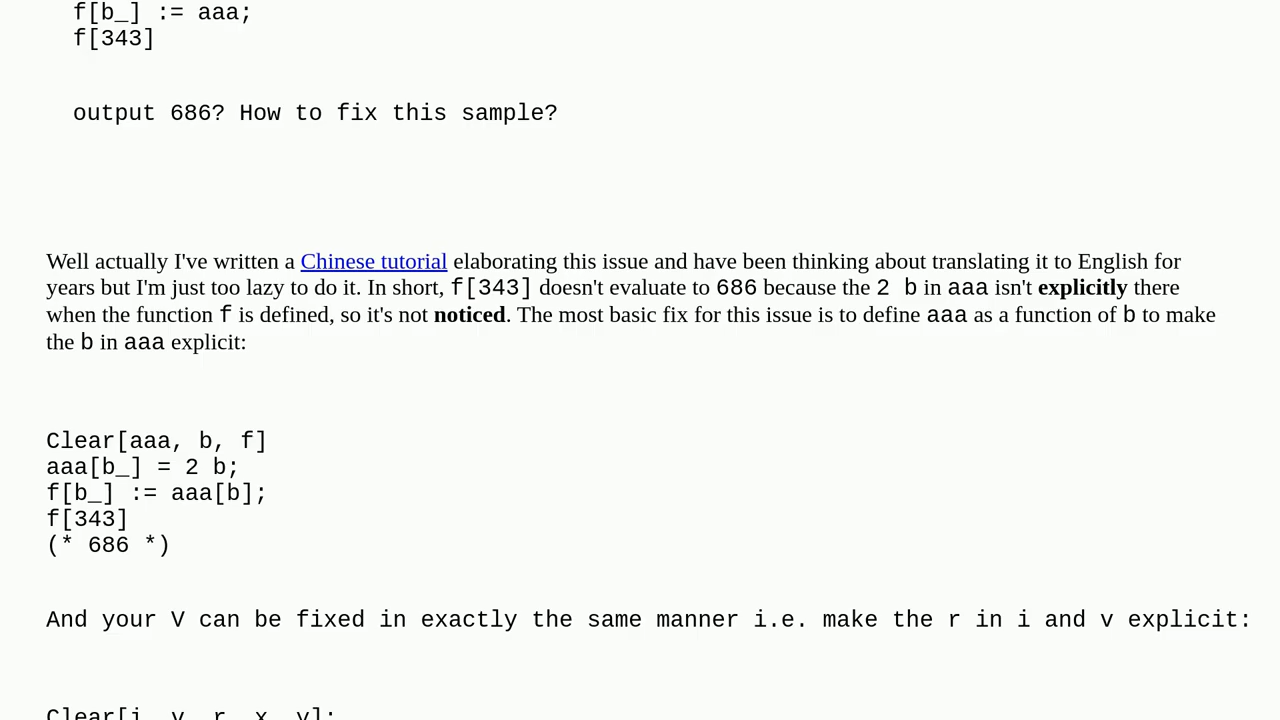 f[b_] := aaa;
f[343]
output 686? How to fix this sample?
Well actually I've written a Chinese tutorial elaborating this issue and have been thinking about translating it to English for
years but I'm just too lazy to do it. In short, f[343] doesn't evaluate to 686 because the 2 b in aaa isn't explicitly there
when the function f is defined, so it's not noticed. The most basic fix for this issue is to define aaa as a function of b to make
the b in aaa explicit:
Clear[aaa, b, f]
aaa[b_] = 2 b;
f[b_] := aaa[b];
f[343]
(* 686 *)
And your V can be fixed in exactly the same manner i.e. make the r in i and v explicit:
Clear[i, v, r, x, y];